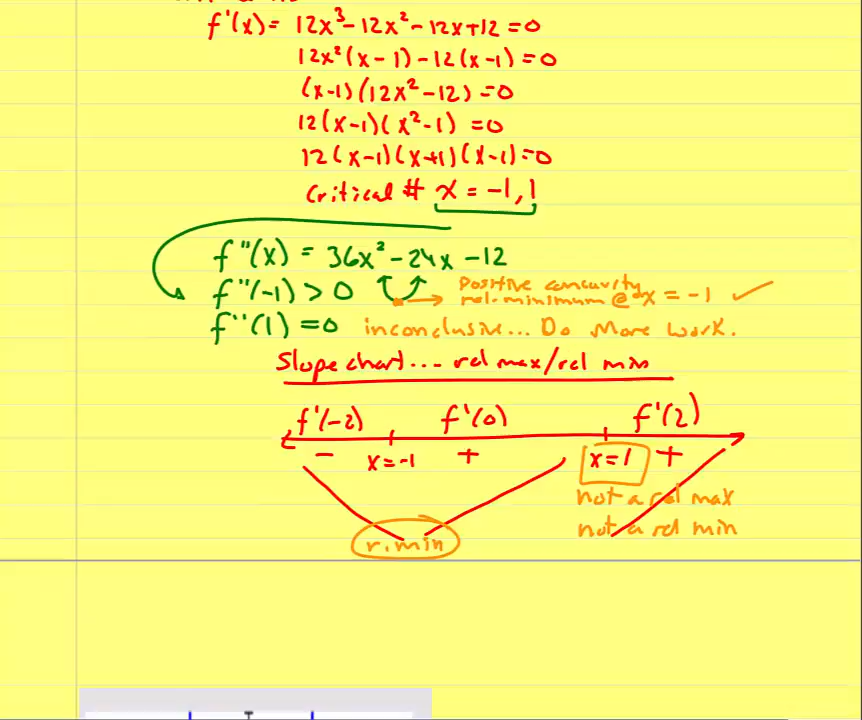 f'(x) = 12x³-12x²-12x+12=0
12x²(x-1)-12(x-1)=0
(x-1)(12x²-12)=0
12(x-1)(x²-1)=0
12(x-1)(x+1)(x-1)=0
Critical # x = -1, 1
f''(x) = 36x²-24x-12
f''(-1) > 0 Positive concavity
rel. minimum @ x = -1 ✓
f''(1) = 0 inconclusive... Do More work.
Slope chart... rel max/rel min
f'(-2) f'(0) f'(2)
- x=-1 + x=1 +
not a rel max
not a rel min
r. min